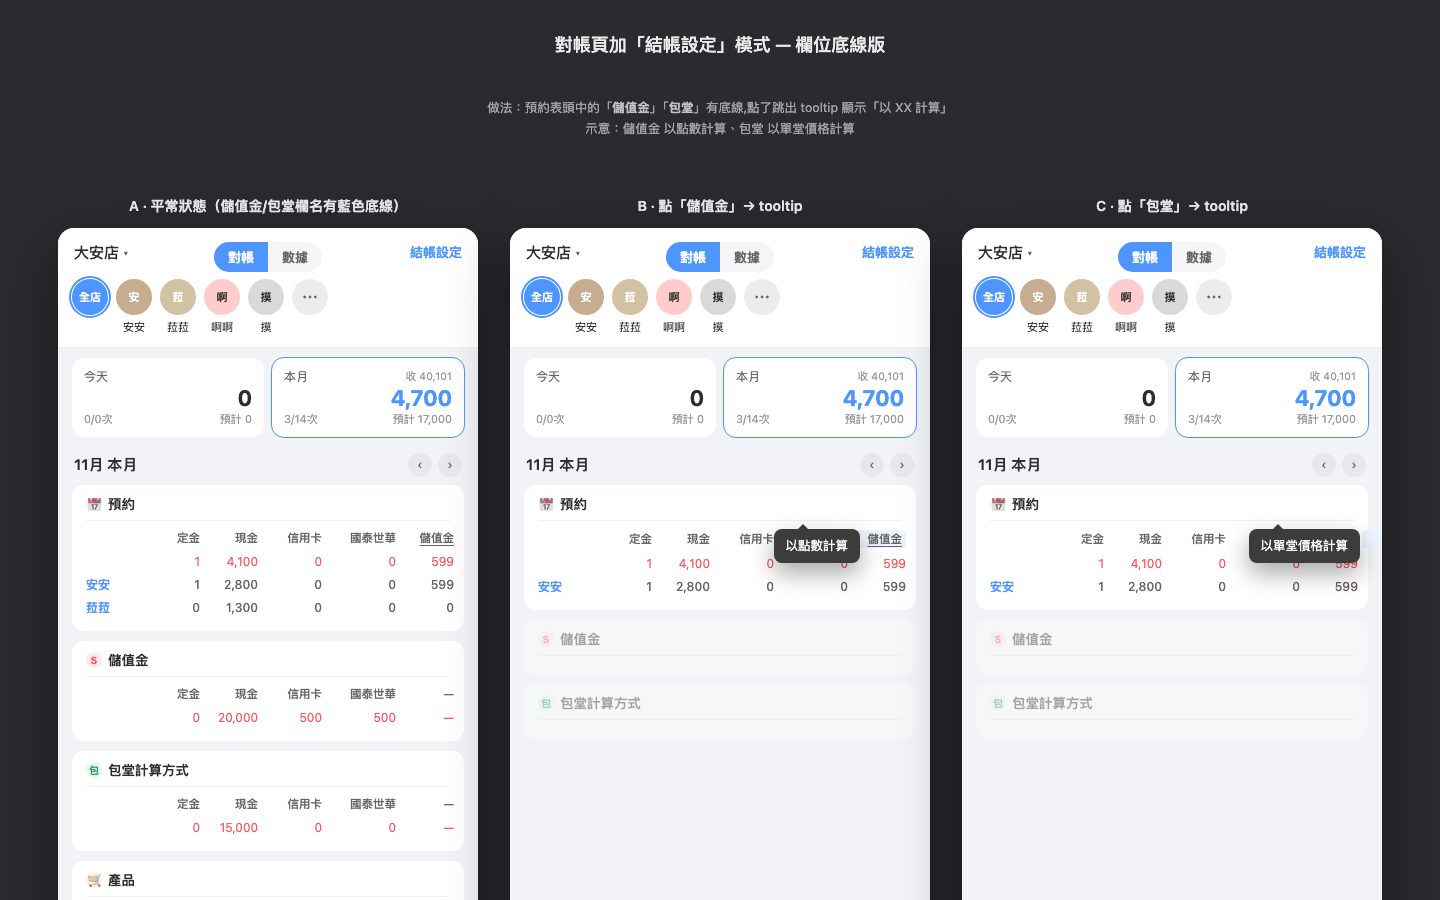 對帳頁加「結帳設定」模式 — 欄位底線版
做法：預約表頭中的「儲值金」「包堂」有底線,點了跳出 tooltip 顯示「以 XX 計算」
示意：儲值金 以點數計算、包堂 以單堂價格計算
A · 平常狀態（儲值金/包堂欄名有藍色底線）
大安店 ▾
對帳 數據
結帳設定
全店 安 菈 啊 摸 •••
安安 菈菈 啊啊 摸
今天
0
0/0次 預計 0
本月 收 40,101
4,700
3/14次 預計 17,000
11月 本月 ‹ ›
預約
定金 現金 信用卡 國泰世華 儲值金
1 4,100 0 0 599
安安 1 2,800 0 0 599
菈菈 0 1,300 0 0 0
S 儲值金
定金 現金 信用卡 國泰世華 —
0 20,000 500 500 —
包 包堂計算方式
定金 現金 信用卡 國泰世華 —
0 15,000 0 0 —
產品
B · 點「儲值金」→ tooltip
大安店 ▾
對帳 數據
結帳設定
全店 安 菈 啊 摸 •••
安安 菈菈 啊啊 摸
今天
0
0/0次 預計 0
本月 收 40,101
4,700
3/14次 預計 17,000
11月 本月 ‹ ›
預約
定金 現金 信用卡 儲值金
以點數計算
1 4,100 0 0 599
安安 1 2,800 0 0 599
S 儲值金
包 包堂計算方式
C · 點「包堂」→ tooltip
大安店 ▾
對帳 數據
結帳設定
全店 安 菈 啊 摸 •••
安安 菈菈 啊啊 摸
今天
0
0/0次 預計 0
本月 收 40,101
4,700
3/14次 預計 17,000
11月 本月 ‹ ›
預約
定金 現金 信用卡
以單堂價格計算
1 4,100 0 0 599
安安 1 2,800 0 0 599
S 儲值金
包 包堂計算方式